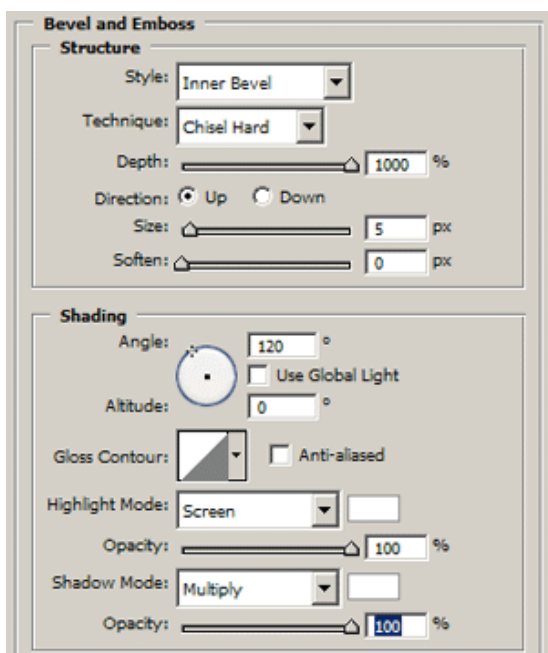 Bevel and Emboss
Structure
Style: Inner Bevel
Technique: Chisel Hard
Depth: 1000 %
Direction: Up Down
Size: 5 px
Soften: 0 px
Shading
Angle: 120 °
Use Global Light
Altitude: 0 °
Gloss Contour: Anti-aliased
Highlight Mode: Screen
Opacity: 100 %
Shadow Mode: Multiply
Opacity: 100 %